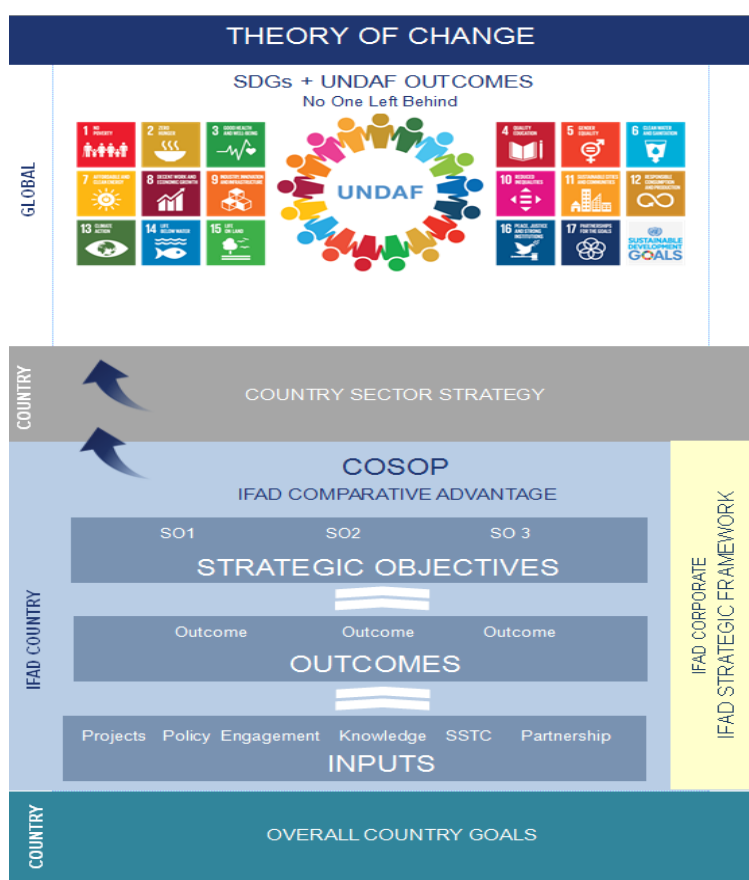 THEORY OF CHANGE
SDGs + UNDAF OUTCOMES
No One Left Behind
GLOBAL
1 NO
POVERTY
2 ZERO
HUNGER
3 GOOD HEALTH
AND WELL-BEING
4 QUALITY
EDUCATION
5 GENDER
EQUALITY
6 CLEAN WATER
AND SANITATION
7 AFFORDABLE AND
CLEAN ENERGY
8 DECENT WORK AND
ECONOMIC GROWTH
9 INDUSTRY, INNOVATION
AND INFRASTRUCTURE
UNDAF
10 REDUCED
INEQUALITIES
11 SUSTAINABLE CITIES
AND COMMUNITIES
12 RESPONSIBLE
CONSUMPTION
AND PRODUCTION
13 CLIMATE
ACTION
14 LIFE
BELOW WATER
15 LIFE
ON LAND
16 PEACE, JUSTICE
AND STRONG
INSTITUTIONS
17 PARTNERSHIPS
FOR THE GOALS
SUSTAINABLE
DEVELOPMENT
GOALS
COUNTRY
COUNTRY SECTOR STRATEGY
IFAD COUNTRY
COSOP
IFAD COMPARATIVE ADVANTAGE
SO1 SO2 SO 3
STRATEGIC OBJECTIVES
Outcome Outcome Outcome
OUTCOMES
Projects Policy Engagement Knowledge SSTC Partnership
INPUTS
IFAD CORPORATE
IFAD STRATEGIC FRAMEWORK
COUNTRY
OVERALL COUNTRY GOALS